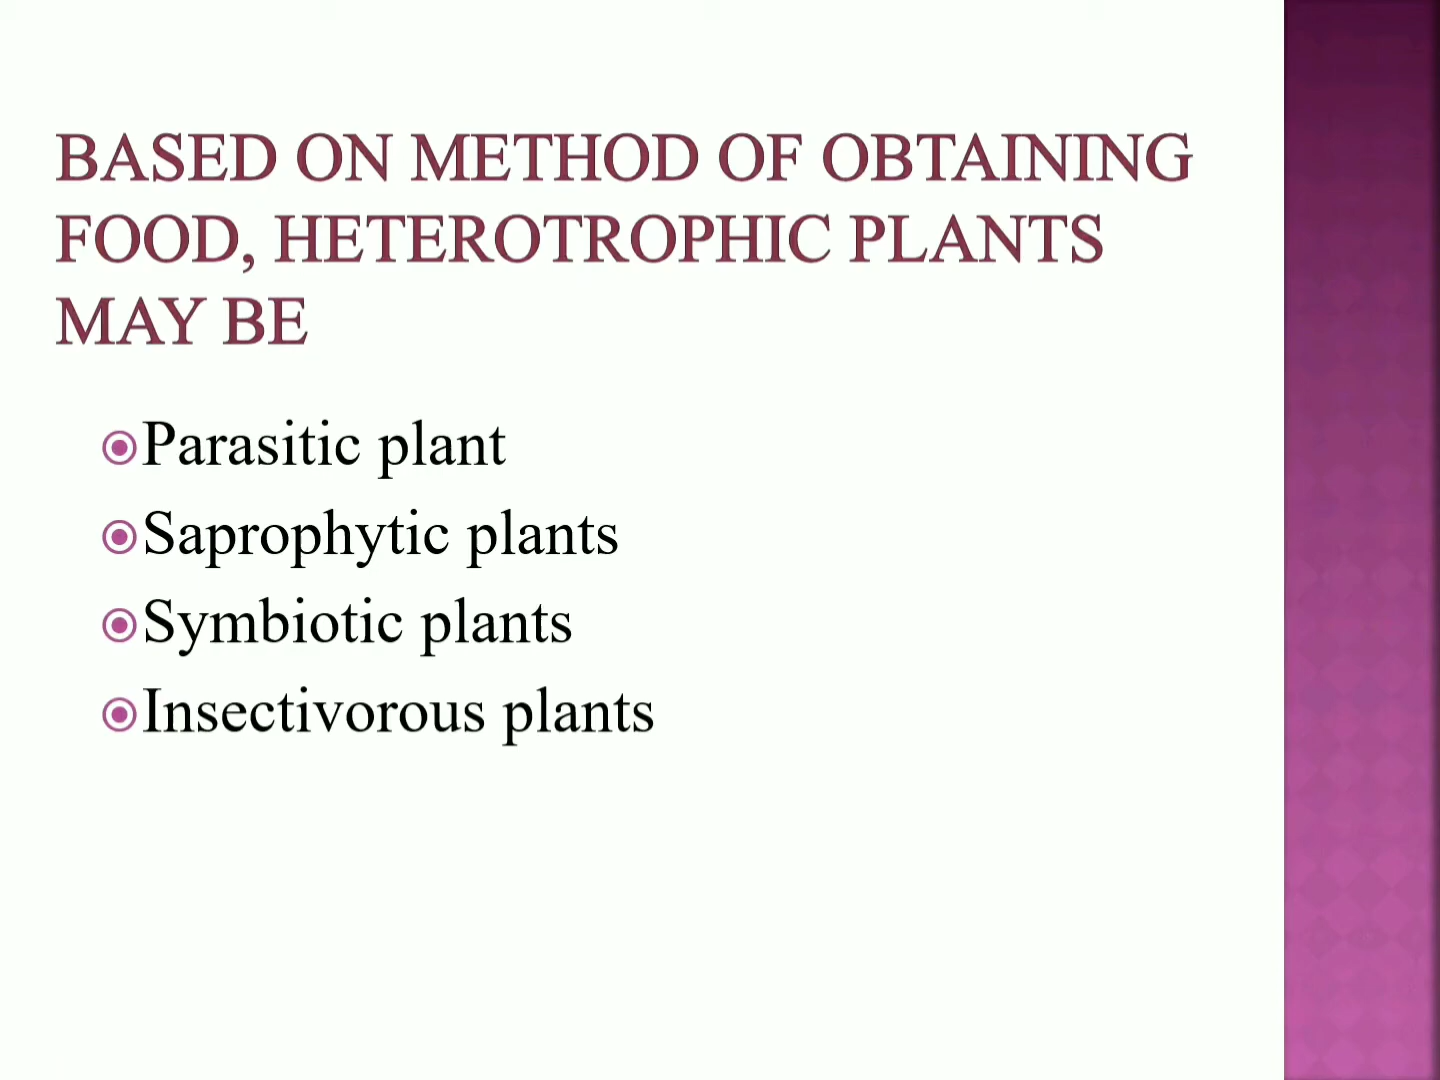 BASED ON METHOD OF OBTAINING
FOOD, HETEROTROPHIC PLANTS
MAY BE
Parasitic plant
Saprophytic plants
Symbiotic plants
Insectivorous plants